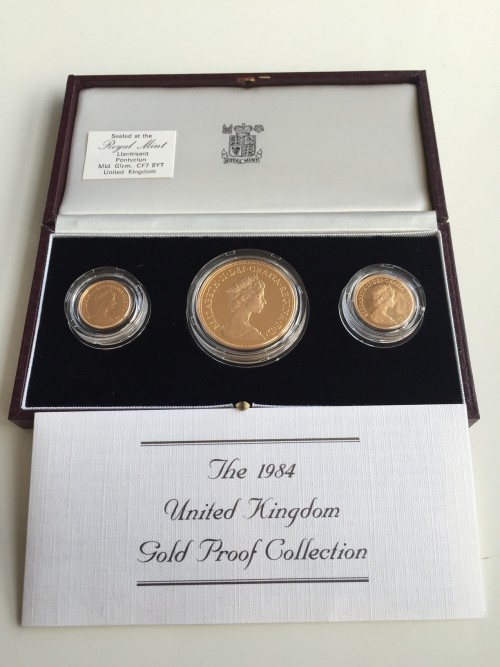 Sealed at the
Royal Mint
Llantrisant
Pontyclun
Mid Glam. CF7 8YT
United Kingdom
ROYAL MINT
ELIZABETH·II·DEI·GRATIA·REGINA·F:D
The 1984
United Kingdom
Gold Proof Collection